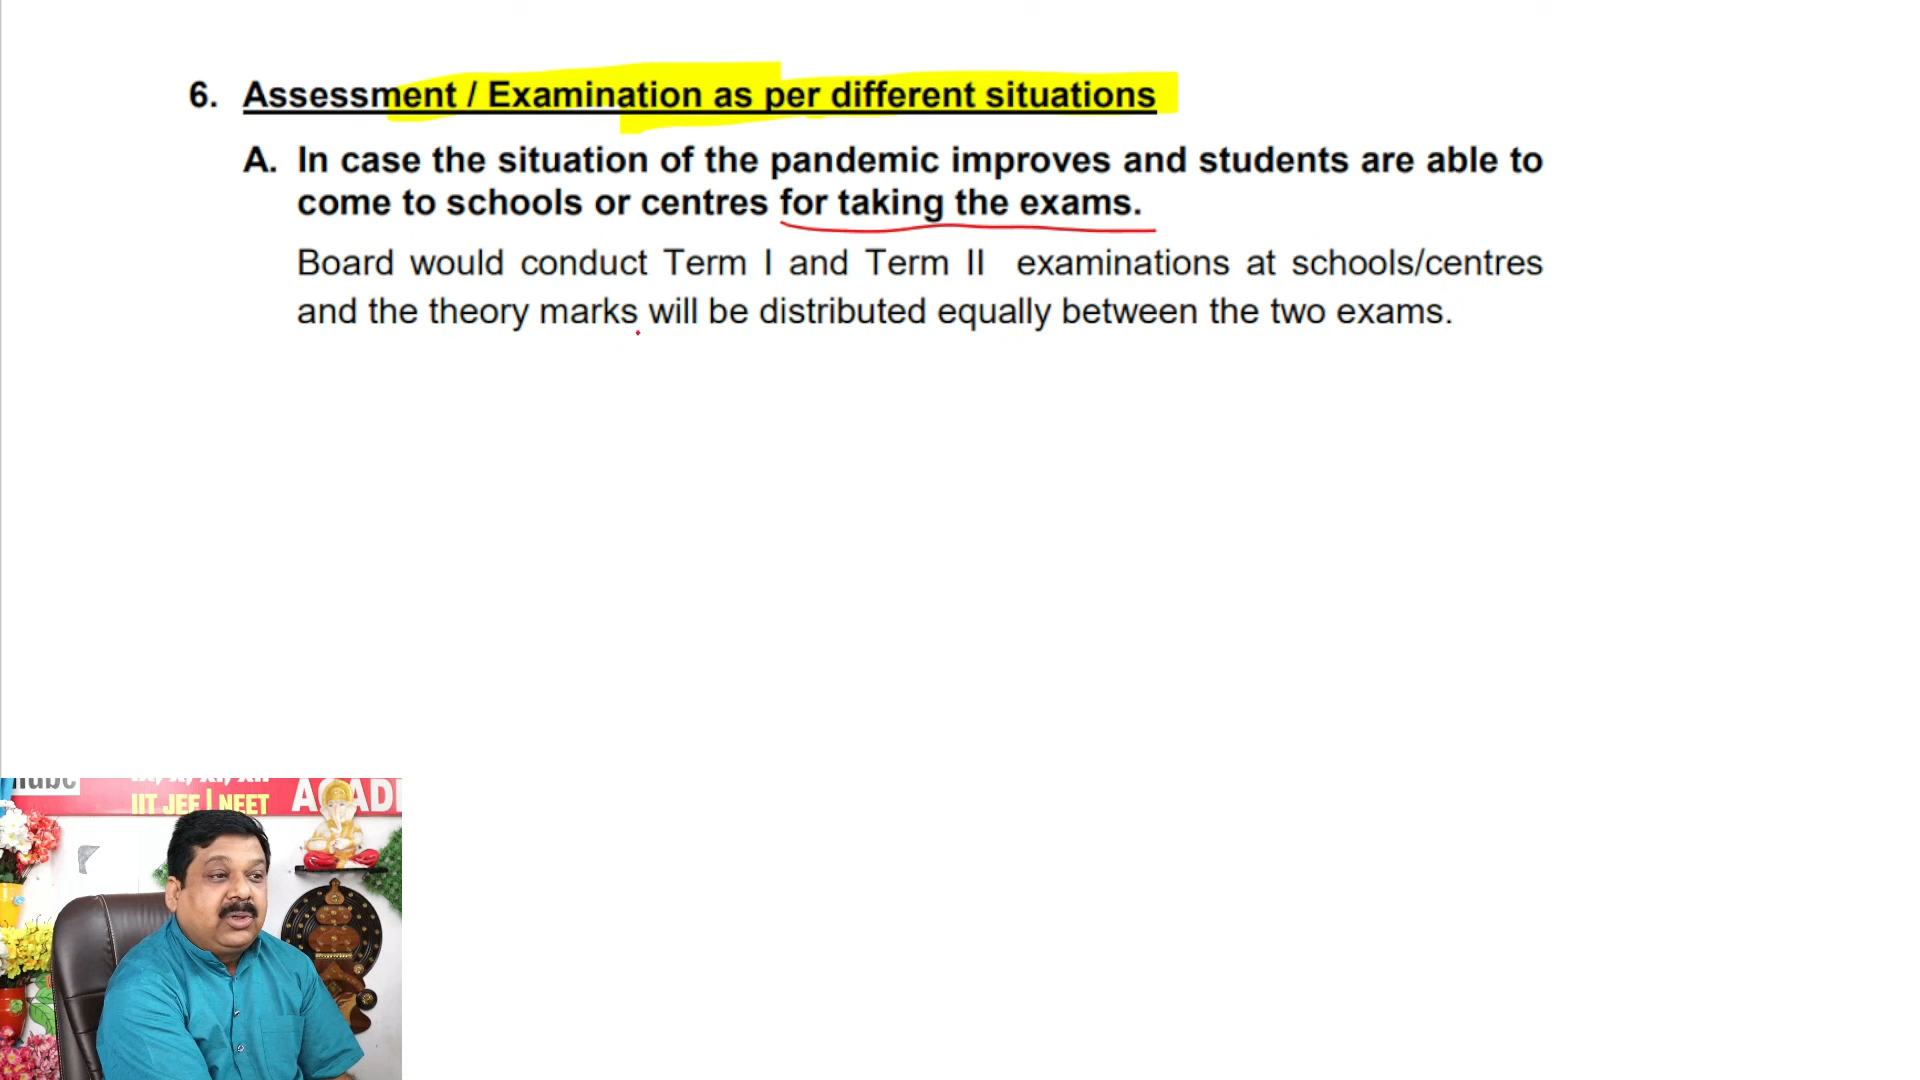 6. Assessment / Examination as per different situations
A. In case the situation of the pandemic improves and students are able to
come to schools or centres for taking the exams.
Board would conduct Term I and Term II examinations at schools/centres
and the theory marks will be distributed equally between the two exams.
IIT JEE | NEET